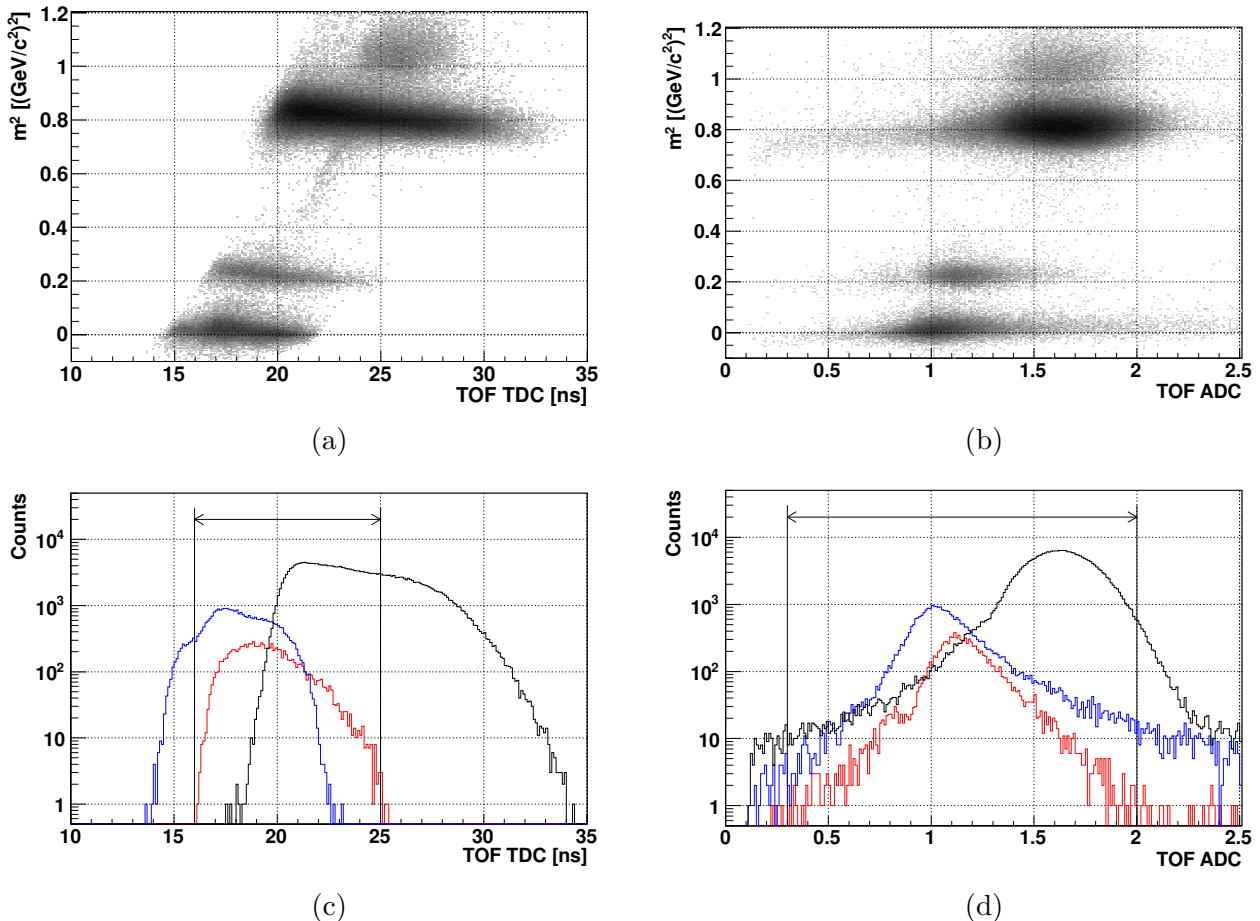 m² [(GeV/c²)²]
1.2
1
0.8
0.6
0.4
0.2
0
10 15 20 25 30 35
TOF TDC [ns]
(a)
m² [(GeV/c²)²]
1.2
1
0.8
0.6
0.4
0.2
0
0 0.5 1 1.5 2 2.5
TOF ADC
(b)
Counts
10⁴
10³
10²
10
1
10 15 20 25 30 35
TOF TDC [ns]
(c)
Counts
10⁴
10³
10²
10
1
0 0.5 1 1.5 2 2.5
TOF ADC
(d)